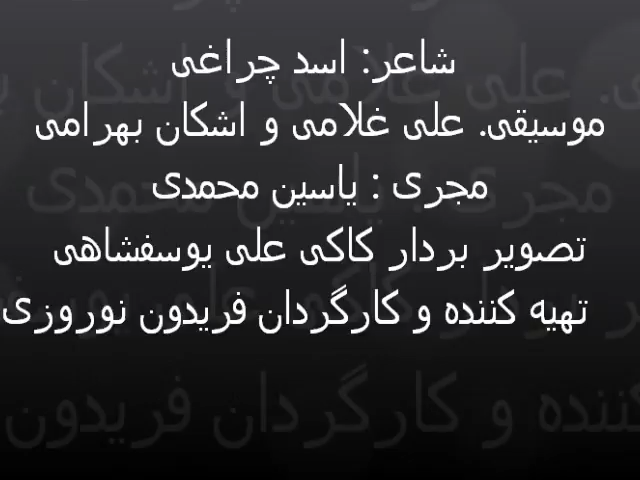 شاعر: اسد چراغی
موسیقی. علی غلامی و اشکان بهرامی
مجری : یاسین محمدی
تصویر بردار کاکی علی یوسفشاهی
تهیه کننده و کارگردان فریدون نوروزی